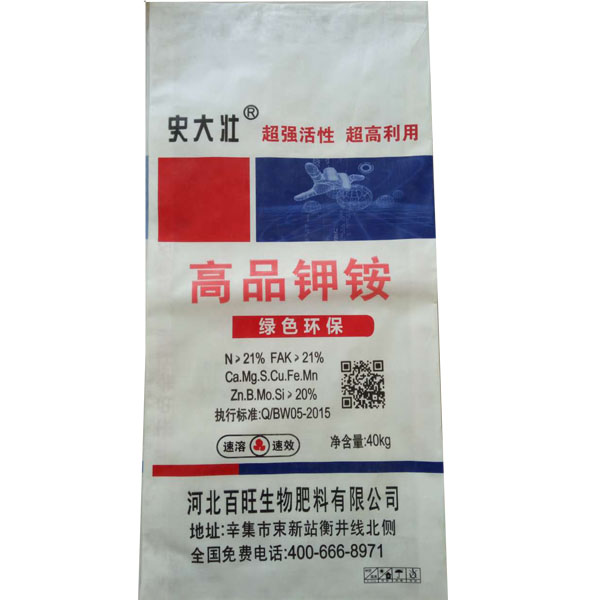 史大壮®
超强活性 超高利用
高品钾铵
绿色环保
N≥21% FAK≥21%
Ca.Mg.S.Cu.Fe.Mn
Zn.B.Mo.Si≥20%
执行标准:Q/BW05-2015
净含量:40kg
速溶 速效
河北百旺生物肥料有限公司
地址:辛集市束新站衡井线北侧
全国免费电话:400-666-8971